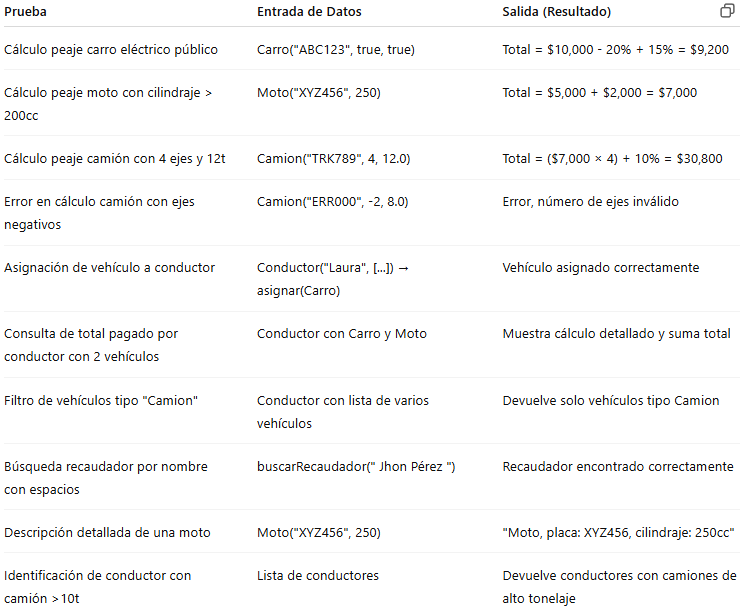 Prueba Entrada de Datos Salida (Resultado)
Cálculo peaje carro eléctrico público Carro("ABC123", true, true) Total = $10,000 - 20% + 15% = $9,200
Cálculo peaje moto con cilindraje > Moto("XYZ456", 250) Total = $5,000 + $2,000 = $7,000
200cc
Cálculo peaje camión con 4 ejes y 12t Camion("TRK789", 4, 12.0) Total = ($7,000 × 4) + 10% = $30,800
Error en cálculo camión con ejes Camion("ERR000", -2, 8.0) Error, número de ejes inválido
negativos
Asignación de vehículo a conductor Conductor("Laura", [...]) → Vehículo asignado correctamente
asignar(Carro)
Consulta de total pagado por Conductor con Carro y Moto Muestra cálculo detallado y suma total
conductor con 2 vehículos
Filtro de vehículos tipo "Camion" Conductor con lista de varios Devuelve solo vehículos tipo Camion
vehículos
Búsqueda recaudador por nombre buscarRecaudador(" Jhon Pérez ") Recaudador encontrado correctamente
con espacios
Descripción detallada de una moto Moto("XYZ456", 250) "Moto, placa: XYZ456, cilindraje: 250cc"
Identificación de conductor con Lista de conductores Devuelve conductores con camiones de
camión >10t alto tonelaje